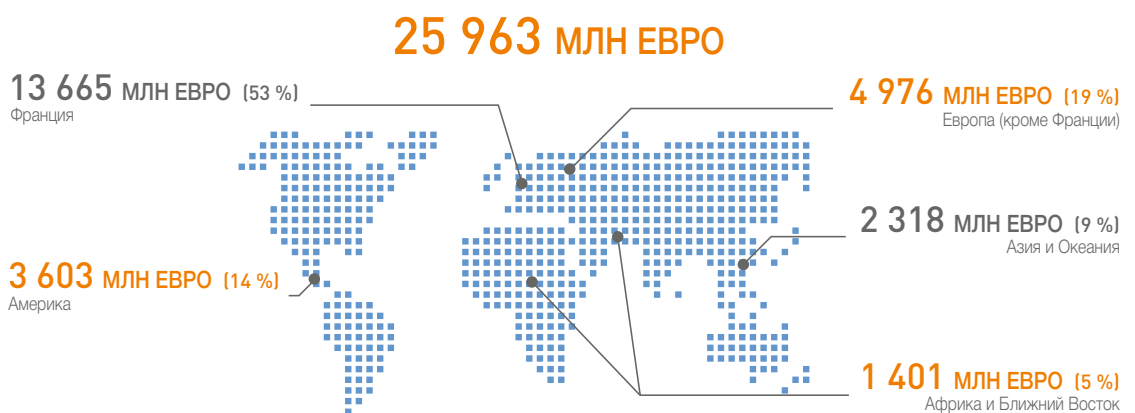 25 963 МЛН ЕВРО
13 665 МЛН ЕВРО (53 %)
Франция
4 976 МЛН ЕВРО (19 %)
Европа (кроме Франции)
2 318 МЛН ЕВРО (9 %)
Азия и Океания
3 603 МЛН ЕВРО (14 %)
Америка
1 401 МЛН ЕВРО (5 %)
Африка и Ближний Восток